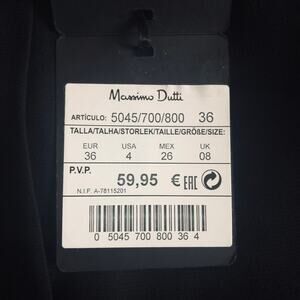 Massimo Dutti
ARTÍCULO: 5045/700/800 36
TALLA/TALHA/STORLEK/TAILLE/GRÖßE/SIZE:
EUR USA MEX UK
36 4 26 08
P.V.P.
59,95 € EAC
N.I.F. A-78115201
0 5045 700 800 36 4